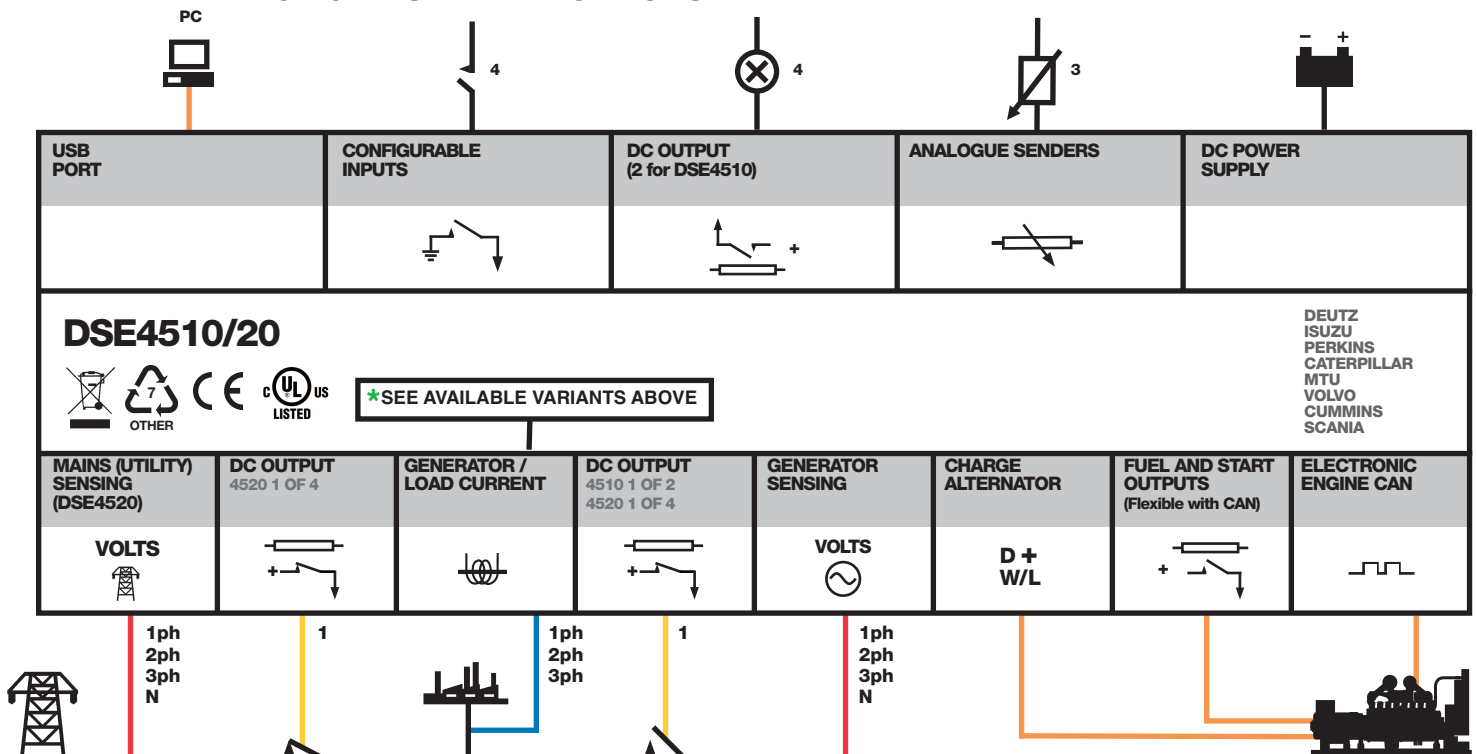 PC
4
4
3
– +
USB
PORT
CONFIGURABLE
INPUTS
DC OUTPUT
(2 for DSE4510)
ANALOGUE SENDERS
DC POWER
SUPPLY
+
DSE4510/20
7
OTHER
CE
C UL US
®
LISTED
*SEE AVAILABLE VARIANTS ABOVE
DEUTZ
ISUZU
PERKINS
CATERPILLAR
MTU
VOLVO
CUMMINS
SCANIA
MAINS (UTILITY)
SENSING
(DSE4520)
DC OUTPUT
4520 1 OF 4
GENERATOR /
LOAD CURRENT
DC OUTPUT
4510 1 OF 2
4520 1 OF 4
GENERATOR
SENSING
CHARGE
ALTERNATOR
FUEL AND START
OUTPUTS
(Flexible with CAN)
ELECTRONIC
ENGINE CAN
VOLTS
+
+
VOLTS
D +
W/L
+
1ph
2ph
3ph
N
1
1ph
2ph
3ph
1
1ph
2ph
3ph
N